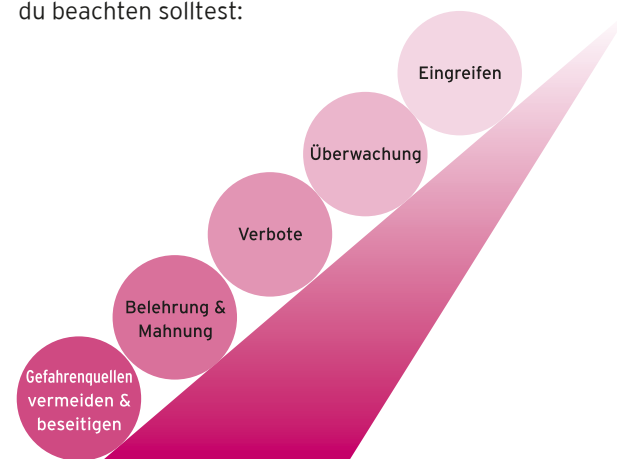 du beachten solltest:
Eingreifen
Überwachung
Verbote
Belehrung &
Mahnung
Gefahrenquellen
vermeiden &
beseitigen